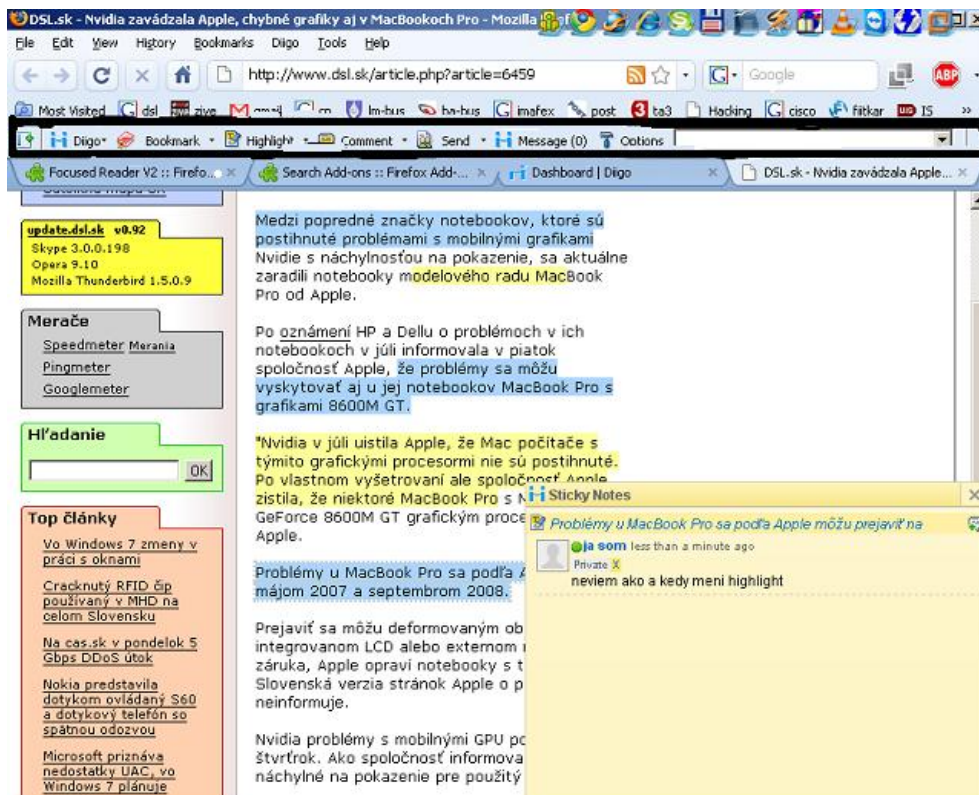 DSL.sk - Nvidia zavádzala Apple, chybné grafiky aj v MacBookoch Pro - Mozilla
File Edit View History Bookmarks Diigo Tools Help
http://www.dsl.sk/article.php?article=6459
G Google
ABP
Most Visited dsl zive lm-hus ba-hus imafex post ta3 Hacking cisco fitkar IS »
Diigo Bookmark Highlight Comment Send Message (0) Options
Focused Reader V2 :: Firefo... Search Add-ons :: Firefox Add-... Dashboard | Diigo DSL.sk - Nvidia zavádzala Apple...
update.dsl.sk v0.92
Skype 3.0.0.198
Opera 9.10
Mozilla Thunderbird 1.5.0.9
Merače
Speedmeter Merania
Pingmeter
Googlemeter
Hľadanie
OK
Top články
Vo Windows 7 zmeny v
práci s oknami
Cracknutý RFID čip
používaný v MHD na
celom Slovensku
Na cas.sk v pondelok 5
Gbps DDoS útok
Nokia predstavila
dotykom ovládaný S60
a dotykový telefón so
spätnou odozvou
Microsoft priznáva
nedostatky UAC, vo
Windows 7 plánuje
Medzi popredné značky notebookov, ktoré sú
postihnuté problémami s mobilnými grafikami
Nvidie s náchylnosťou na pokazenie, sa aktuálne
zaradili notebooky modelového radu MacBook
Pro od Apple.
Po oznámení HP a Dellu o problémoch v ich
notebookoch v júli informovala v piatok
spoločnosť Apple, že problémy sa môžu
vyskytovať aj u jej notebookov MacBook Pro s
grafikami 8600M GT.
"Nvidia v júli uistila Apple, že Mac počítače s
týmito grafickými procesormi nie sú postihnuté.
Po vlastnom vyšetrovaní ale spoločnosť Apple
zistila, že niektoré MacBook Pro s N
GeForce 8600M GT grafickým proce
Apple.
Problémy u MacBook Pro sa podľa A
májom 2007 a septembrom 2008.
Prejaviť sa môžu deformovaným ob
integrovanom LCD alebo externom
záruka, Apple opraví notebooky s t
Slovenská verzia stránok Apple o p
neinformuje.
Nvidia problémy s mobilnými GPU po
štvrťrok. Ako spoločnosť informova
náchylné na pokazenie pre použitý
Sticky Notes
Problémy u MacBook Pro sa podľa Apple môžu prejaviť na
ja som less than a minute ago
Private X
neviem ako a kedy meni highlight